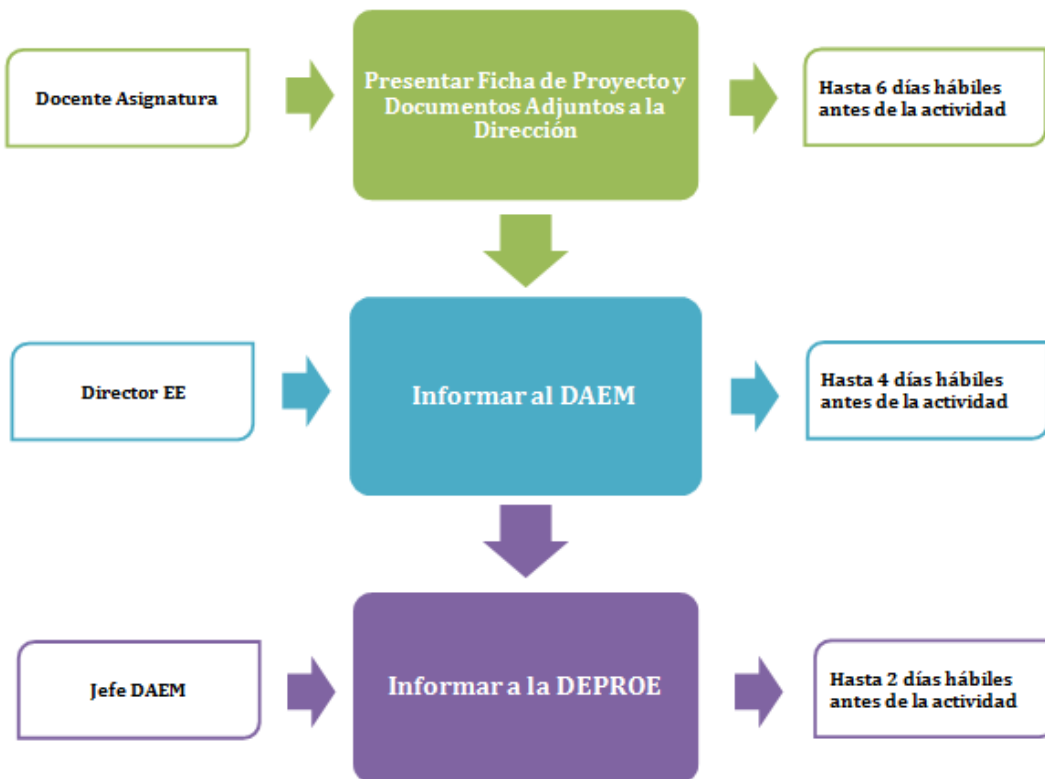 Docente Asignatura
Presentar Ficha de Proyecto y
Documentos Adjuntos a la
Dirección
Hasta 6 días hábiles
antes de la actividad
Director EE
Informar al DAEM
Hasta 4 días hábiles
antes de la actividad
Jefe DAEM
Informar a la DEPROE
Hasta 2 días hábiles
antes de la actividad